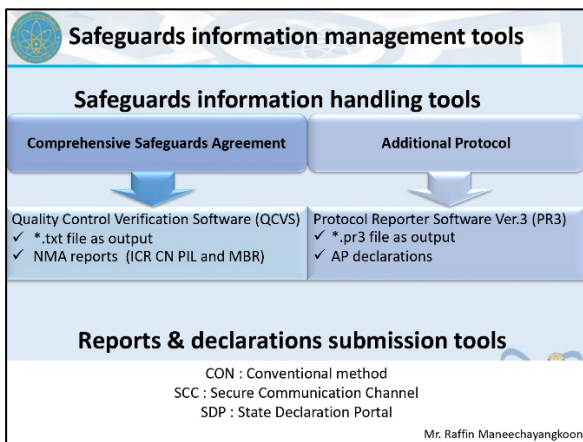 Safeguards information management tools
Safeguards information handling tools
Comprehensive Safeguards Agreement
Additional Protocol
Quality Control Verification Software (QCVS)
✓ *.txt file as output
✓ NMA reports (ICR CN PIL and MBR)
Protocol Reporter Software Ver.3 (PR3)
✓ *.pr3 file as output
✓ AP declarations
Reports & declarations submission tools
CON : Conventional method
SCC : Secure Communication Channel
SDP : State Declaration Portal
Mr. Raffin Maneechayangkoon